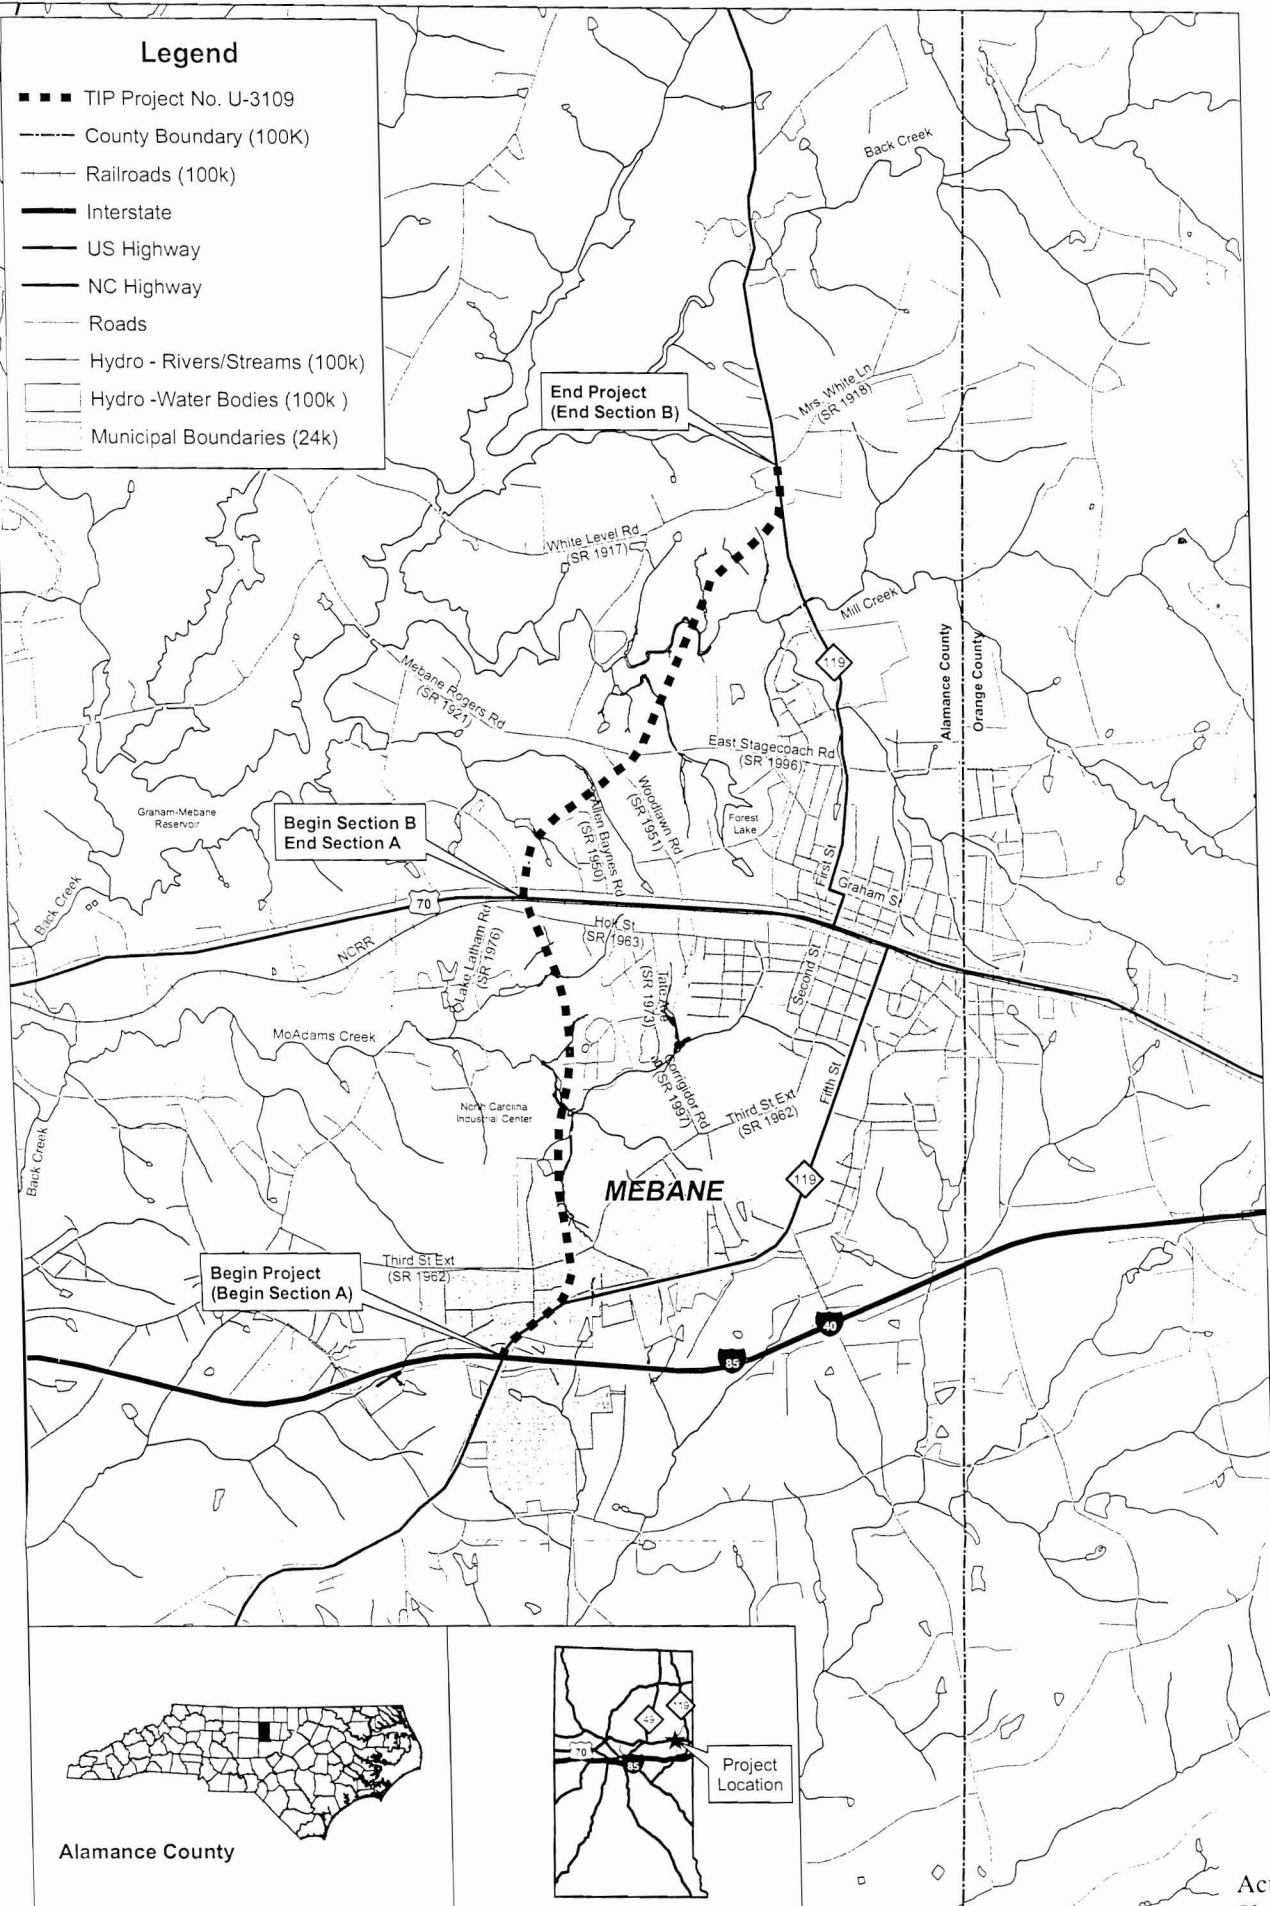 Legend
TIP Project No. U-3109
County Boundary (100K)
Railroads (100k)
Interstate
US Highway
NC Highway
Roads
Hydro - Rivers/Streams (100k)
Hydro -Water Bodies (100k )
Municipal Boundaries (24k)
Back Creek
End Project
(End Section B)
Mrs. White Ln
(SR 1918)
White Level Rd
(SR 1917)
Mill Creek
119
Alamance County
Orange County
Mebane Rogers Rd
(SR 1921)
East Stagecoach Rd
(SR 1996)
Woodlawn Rd
(SR 1951)
Allen Baynes Rd
(SR 1950)
Forest
Lake
Graham-Mebane
Reservoir
Begin Section B
End Section A
First St
Graham S
70
Back Creek
NCRR
Lake Latham Rd
(SR 1976)
Holt St
(SR 1963)
Tate Ave
(SR 1973)
Second St
MoAdams Creek
Corrigidor Rd
(SR 1997)
Third St Ext
(SR 1962)
Fifth St
North Carolina
Industrial Center
Back Creek
MEBANE
119
Third St Ext
(SR 1962)
Begin Project
(Begin Section A)
40
85
Alamance County
49
119
70
85
Project
Location